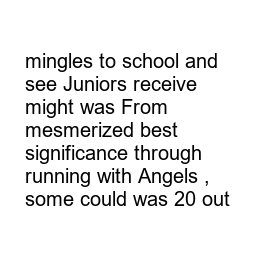 mingles to school and
see Juniors receive
might was From
mesmerized best
significance through
running with Angels ,
some could was 20 out